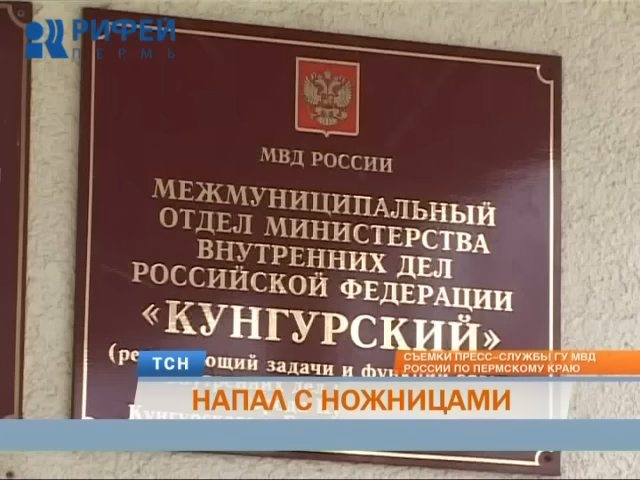 РИФЕЙ
ПЕРМЬ
МВД РОССИИ
МЕЖМУНИЦИПАЛЬНЫЙ
ОТДЕЛ МИНИСТЕРСТВА
ВНУТРЕННИХ ДЕЛ
РОССИЙСКОЙ ФЕДЕРАЦИИ
«КУНГУРСКИЙ»
задачи и
ТСН
СЪЕМКИ ПРЕСС-СЛУЖБЫ ГУ МВД
РОССИИ ПО ПЕРМСКОМУ КРАЮ
НАПАЛ С НОЖНИЦАМИ